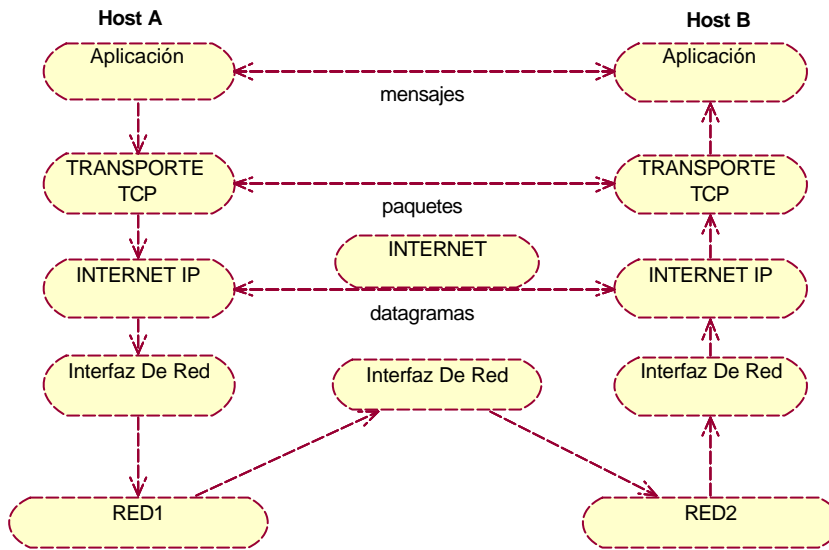 Host A
Host B
Aplicación
Aplicación
mensajes
TRANSPORTE
TCP
TRANSPORTE
TCP
paquetes
INTERNET
INTERNET IP
INTERNET IP
datagramas
Interfaz De Red
Interfaz De Red
Interfaz De Red
RED1
RED2